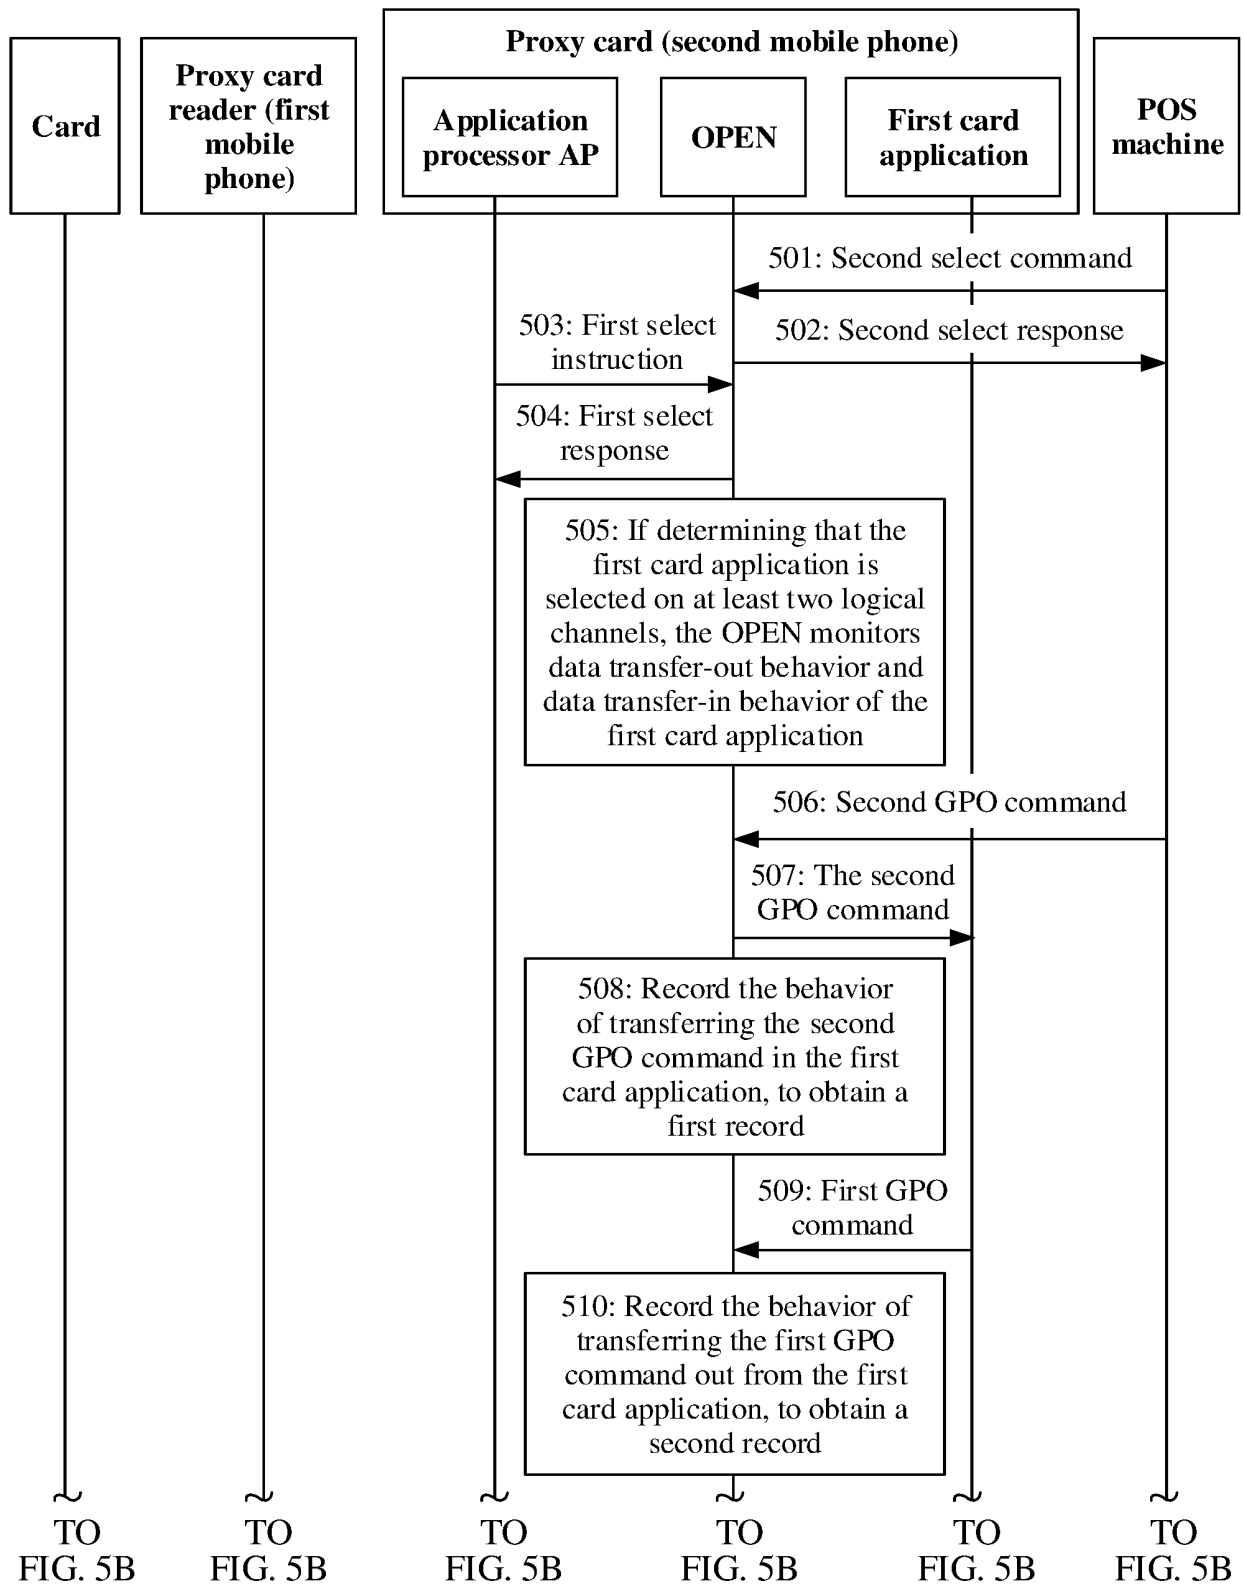 Proxy card (second mobile phone)
Card
Proxy card
reader (first
mobile
phone)
Application
processor AP
OPEN
First card
application
POS
machine
501: Second select command
503: First select
instruction
502: Second select response
504: First select
response
505: If determining that the
first card application is
selected on at least two logical
channels, the OPEN monitors
data transfer-out behavior and
data transfer-in behavior of the
first card application
506: Second GPO command
507: The second
GPO command
508: Record the behavior
of transferring the second
GPO command in the first
card application, to obtain a
first record
509: First GPO
command
510: Record the behavior of
transferring the first GPO
command out from the first
card application, to obtain a
second record
TO
FIG. 5B
TO
FIG. 5B
TO
FIG. 5B
TO
FIG. 5B
TO
FIG. 5B
TO
FIG. 5B